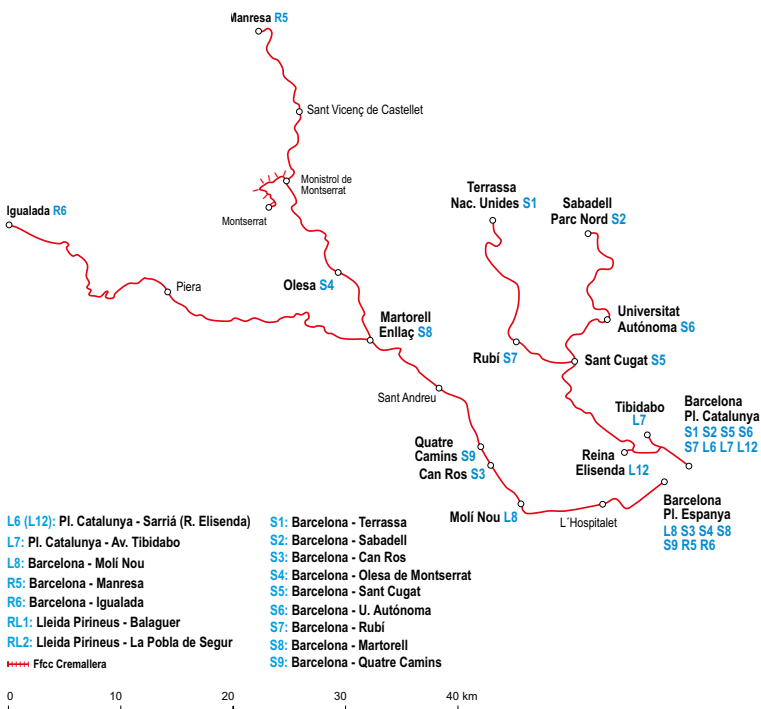 Manresa R5
Sant Vicenç de Castellet
Monistrol de
Montserrat
Montserrat
Igualada R6
Piera
Olesa S4
Martorell
Enllaç S8
Sant Andreu
Quatre
Camins S9
Can Ros S3
Molí Nou L8
L´Hospitalet
Terrassa
Nac. Unides S1
Sabadell
Parc Nord S2
Universitat
Autónoma S6
Rubí S7
Sant Cugat S5
Tibidabo
L7
Reina
Elisenda L12
Barcelona
Pl. Catalunya
S1 S2 S5 S6
S7 L6 L7 L12
Barcelona
Pl. Espanya
L8 S3 S4 S8
S9 R5 R6
L6 (L12): Pl. Catalunya - Sarriá (R. Elisenda)
L7: Pl. Catalunya - Av. Tibidabo
L8: Barcelona - Molí Nou
R5: Barcelona - Manresa
R6: Barcelona - Igualada
RL1: Lleida Pirineus - Balaguer
RL2: Lleida Pirineus - La Pobla de Segur
Ffcc Cremallera
S1: Barcelona - Terrassa
S2: Barcelona - Sabadell
S3: Barcelona - Can Ros
S4: Barcelona - Olesa de Montserrat
S5: Barcelona - Sant Cugat
S6: Barcelona - U. Autónoma
S7: Barcelona - Rubí
S8: Barcelona - Martorell
S9: Barcelona - Quatre Camins
0 10 20 30 40 km